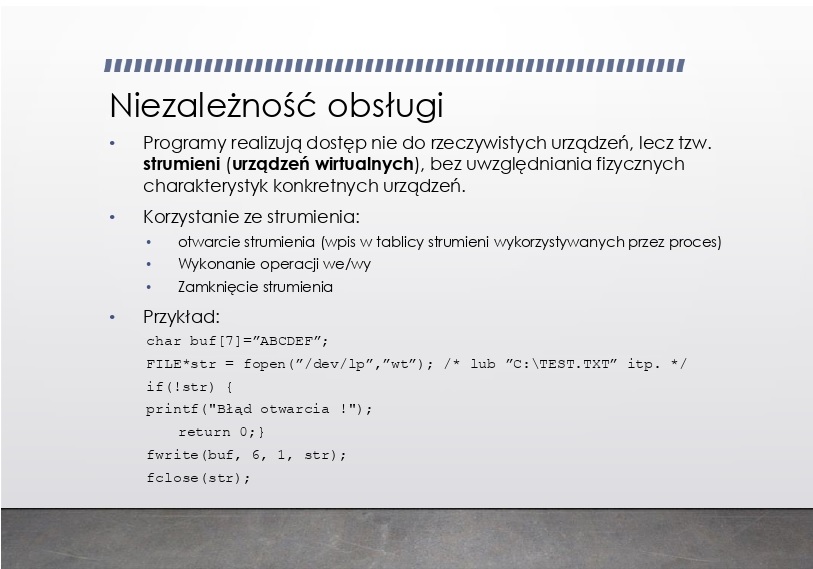 Niezależność obsługi
• Programy realizują dostęp nie do rzeczywistych urządzeń, lecz tzw.
strumieni (urządzeń wirtualnych), bez uwzględniania fizycznych
charakterystyk konkretnych urządzeń.
• Korzystanie ze strumienia:
• otwarcie strumienia (wpis w tablicy strumieni wykorzystywanych przez proces)
• Wykonanie operacji we/wy
• Zamknięcie strumienia
• Przykład:
char buf[7]=”ABCDEF”;
FILE*str = fopen(”/dev/lp”,”wt”); /* lub ”C:\TEST.TXT” itp. */
if(!str) {
printf("Błąd otwarcia !");
return 0;}
fwrite(buf, 6, 1, str);
fclose(str);